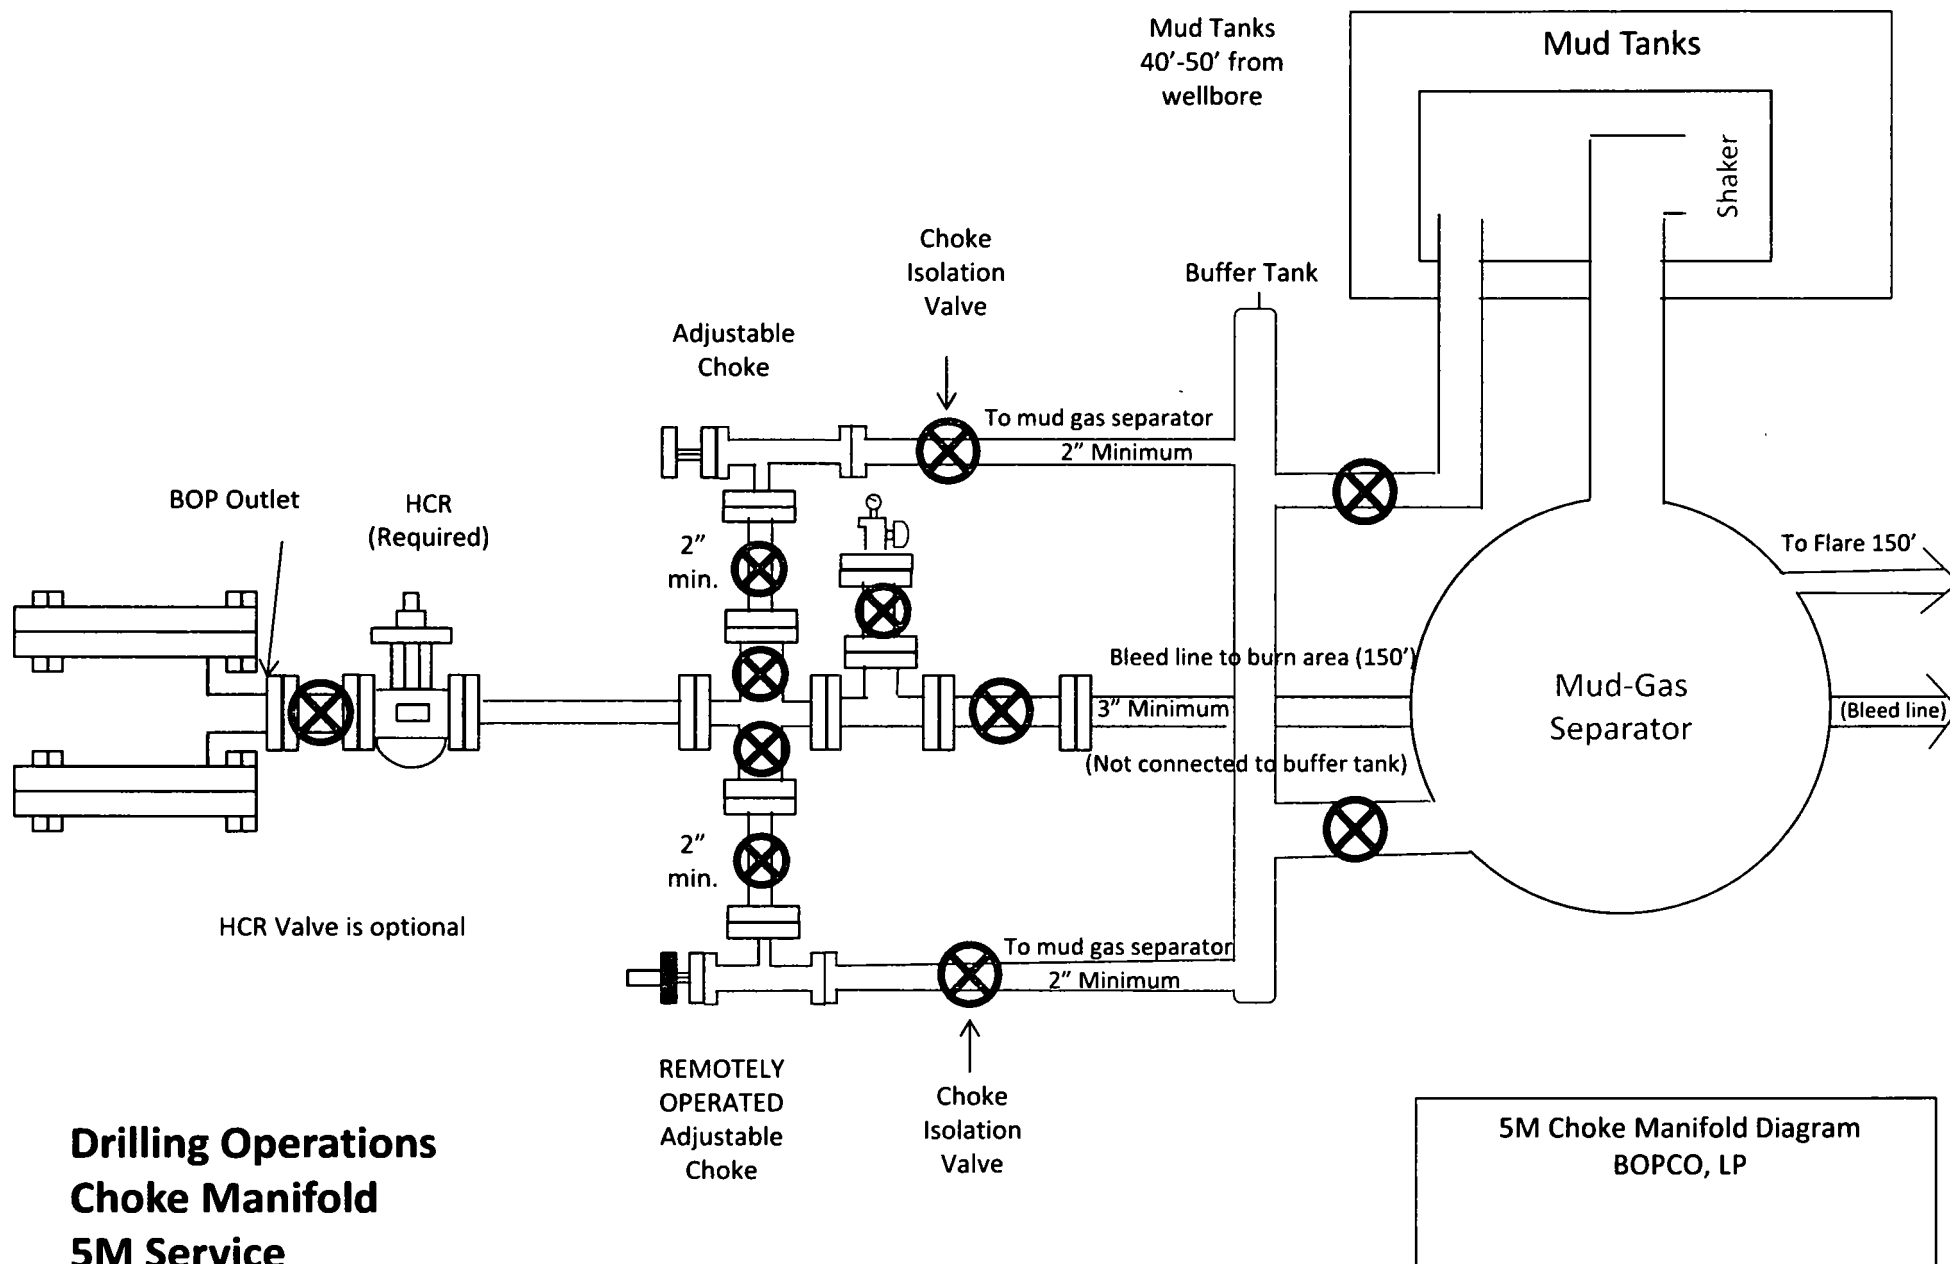 Mud Tanks
40'-50' from
wellbore
Mud Tanks
Shaker
Choke
Isolation
Valve
Buffer Tank
Adjustable
Choke
To mud gas separator
2" Minimum
BOP Outlet
HCR
(Required)
2"
min.
To Flare 150'
Bleed line to burn area (150')
3" Minimum
(Not connected to buffer tank)
Mud-Gas
Separator
(Bleed line)
2"
min.
HCR Valve is optional
To mud gas separator
2" Minimum
REMOTELY
OPERATED
Adjustable
Choke
Choke
Isolation
Valve
Drilling Operations
Choke Manifold
5M Service
5M Choke Manifold Diagram
BOPCO, LP